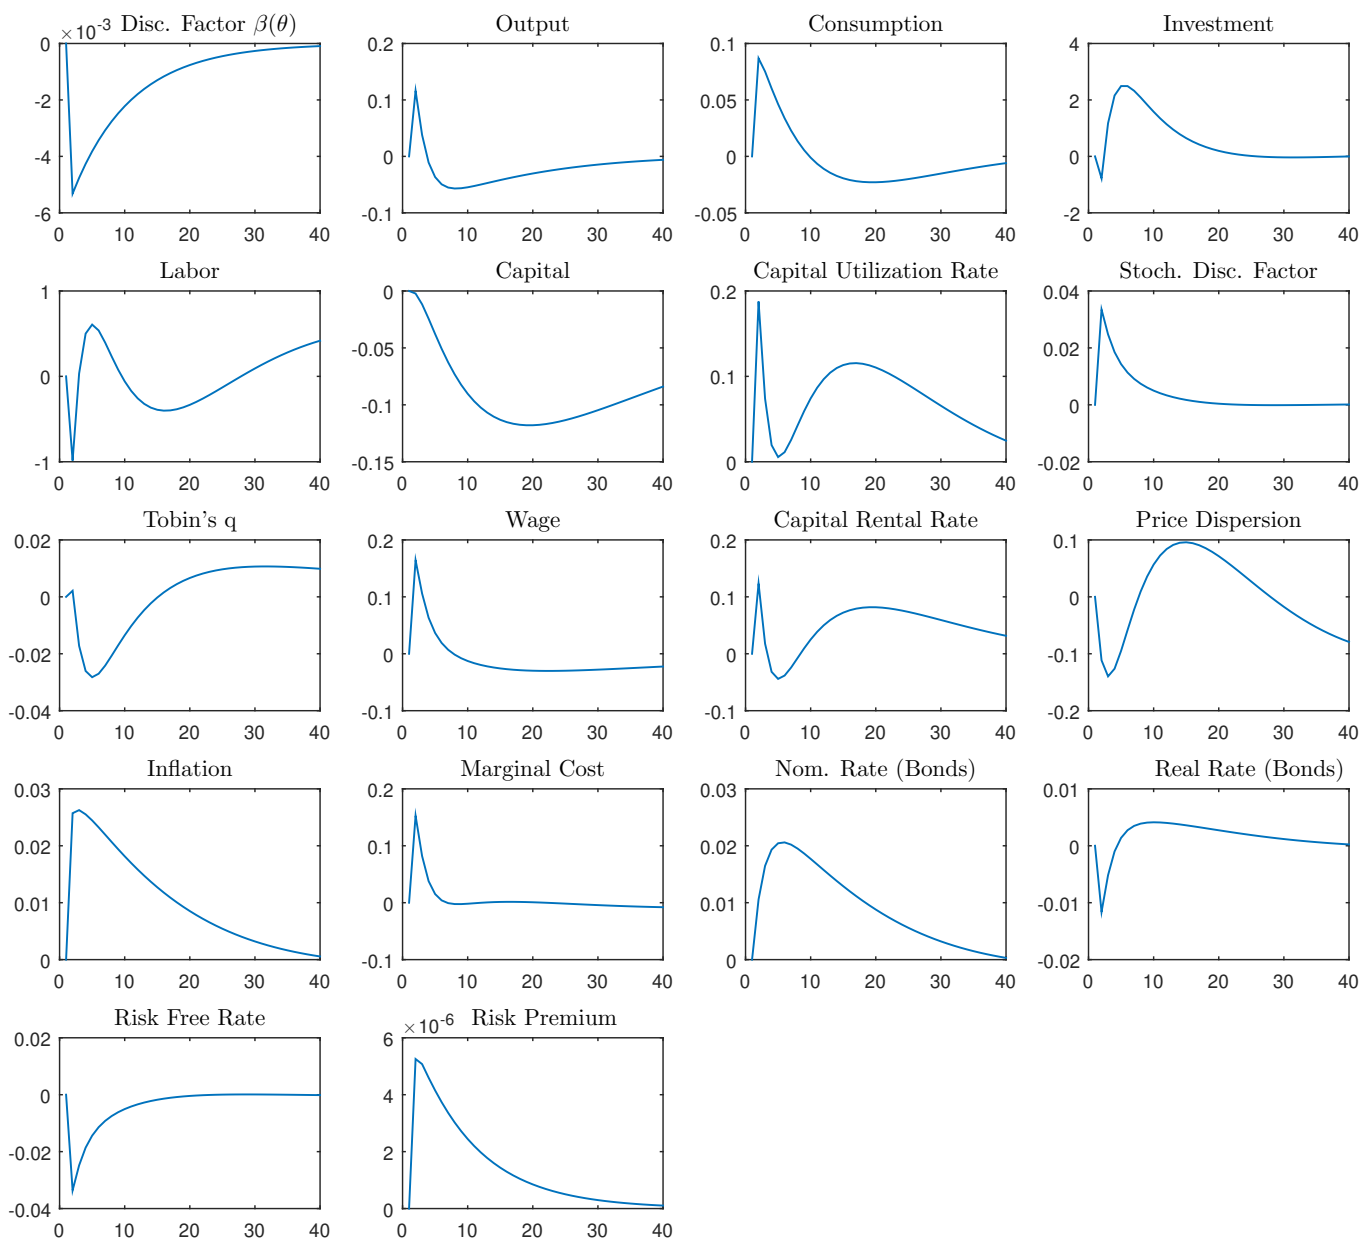 ×10-3 Disc. Factor β(θ)
Output
Consumption
Investment
0
-2
-4
-6
0 10 20 30 40
0.2
0.1
0
-0.1
0 10 20 30 40
0.1
0.05
0
-0.05
0 10 20 30 40
4
2
0
-2
0 10 20 30 40
Labor
Capital
Capital Utilization Rate
Stoch. Disc. Factor
1
0
-1
0 10 20 30 40
0
-0.05
-0.1
-0.15
0 10 20 30 40
0.2
0.1
0
0 10 20 30 40
0.04
0.02
0
-0.02
0 10 20 30 40
Tobin's q
Wage
Capital Rental Rate
Price Dispersion
0.02
0
-0.02
-0.04
0 10 20 30 40
0.2
0.1
0
-0.1
0 10 20 30 40
0.2
0.1
0
-0.1
0 10 20 30 40
0.1
0
-0.1
-0.2
0 10 20 30 40
Inflation
Marginal Cost
Nom. Rate (Bonds)
Real Rate (Bonds)
0.03
0.02
0.01
0
0 10 20 30 40
0.2
0.1
0
-0.1
0 10 20 30 40
0.03
0.02
0.01
0
0 10 20 30 40
0.01
0
-0.01
-0.02
0 10 20 30 40
Risk Free Rate
×10-6 Risk Premium
0.02
0
-0.02
-0.04
0 10 20 30 40
6
4
2
0
0 10 20 30 40